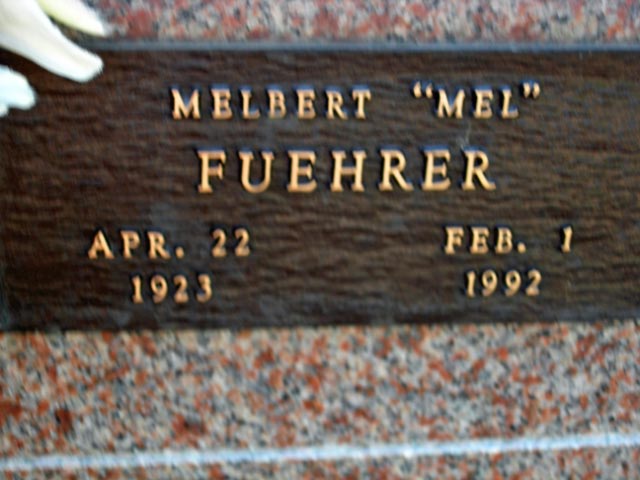 MELBERT “MEL”
FUEHRER
APR. 22 FEB. 1
1923 1992